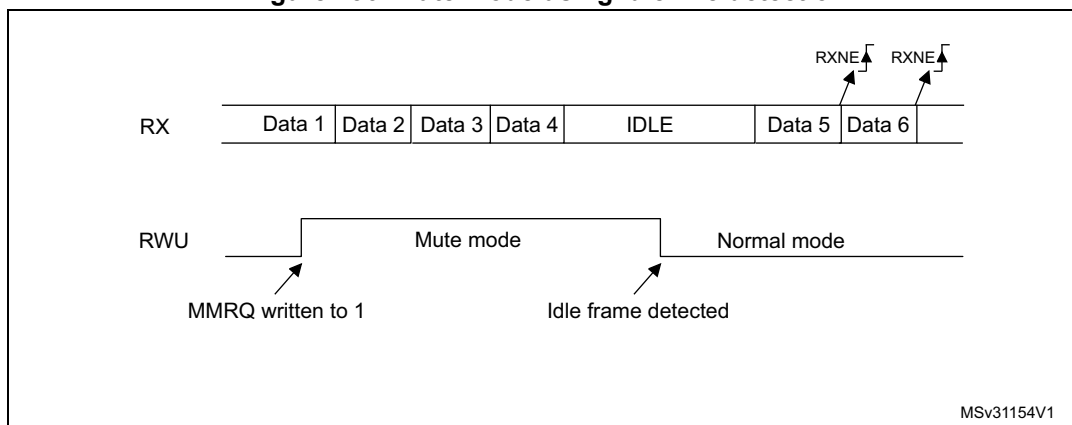 RXNE RXNE
RX Data 1 Data 2 Data 3 Data 4 IDLE Data 5 Data 6
RWU Mute mode Normal mode
MMRQ written to 1 Idle frame detected
MSv31154V1